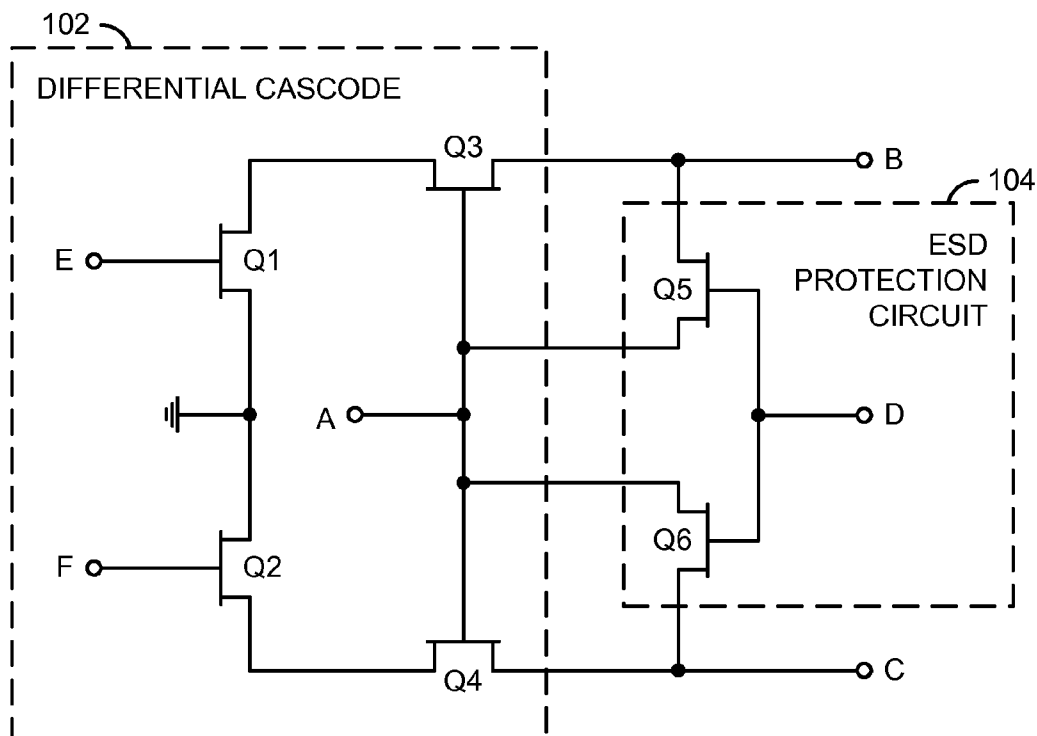 102
DIFFERENTIAL CASCODE
Q3
B
104
ESD
PROTECTION
CIRCUIT
E
Q1
Q5
A
D
F
Q2
Q6
Q4
C